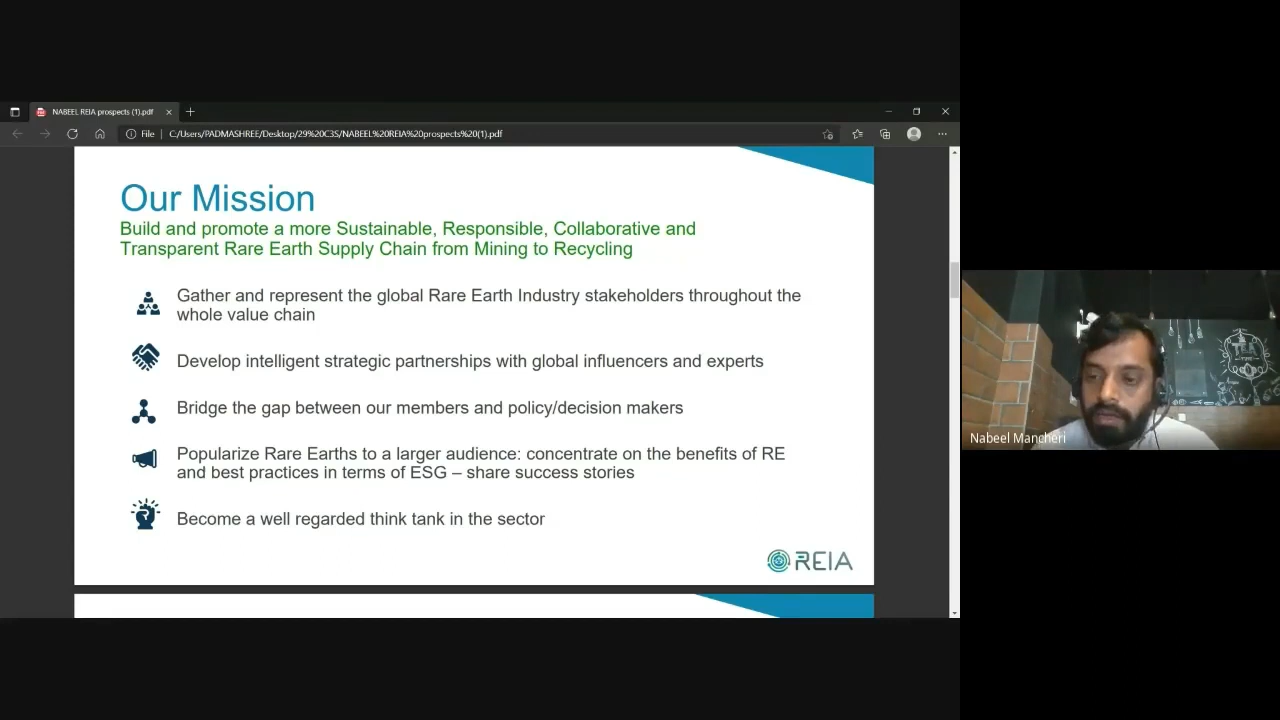 NABEEL REIA prospects (1).pdf
File
C:/Users/PADMASHREE/Desktop/29%20C3S/NABEEL%20REIA%20prospects%20(1).pdf
Our Mission
Build and promote a more Sustainable, Responsible, Collaborative and
Transparent Rare Earth Supply Chain from Mining to Recycling
Gather and represent the global Rare Earth Industry stakeholders throughout the
whole value chain
Develop intelligent strategic partnerships with global influencers and experts
Bridge the gap between our members and policy/decision makers
Popularize Rare Earths to a larger audience: concentrate on the benefits of RE
and best practices in terms of ESG – share success stories
Become a well regarded think tank in the sector
REIA
TEA
Nabeel Mancheri